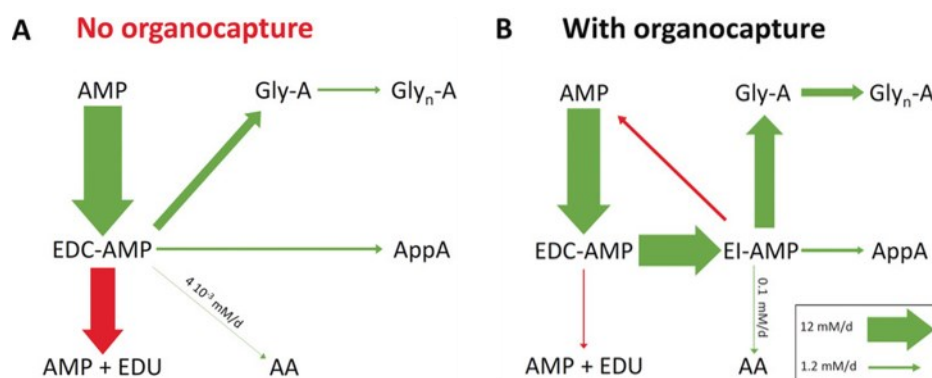 A No organocapture
AMP
Gly-A
Glyₙ-A
EDC-AMP
AppA
4 10⁻³ mM/d
AMP + EDU
AA
B With organocapture
AMP
Gly-A
Glyₙ-A
EDC-AMP
EI-AMP
AppA
0.1 mM/d
AMP + EDU
AA
12 mM/d
1.2 mM/d